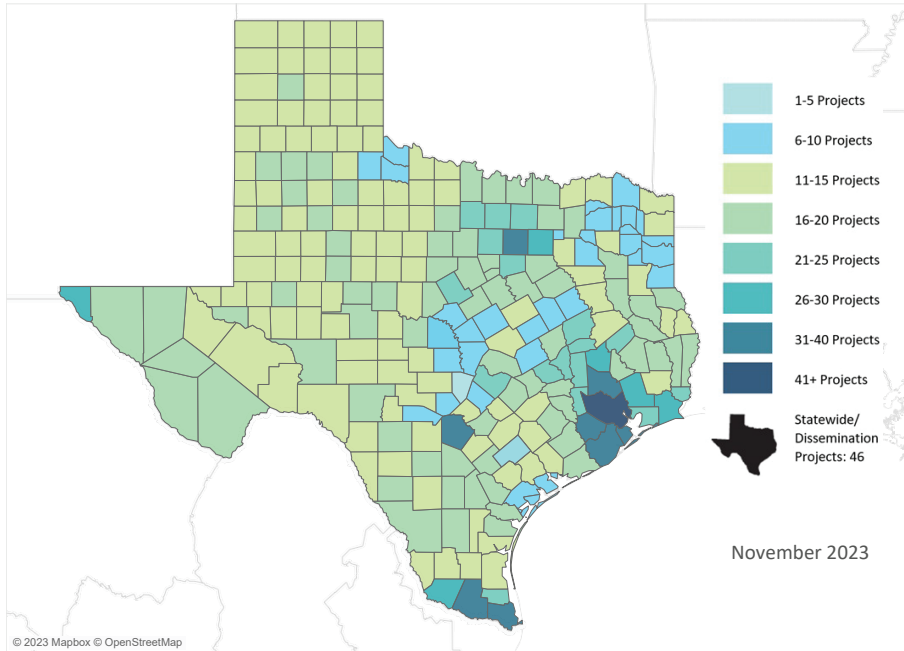 1-5 Projects
6-10 Projects
11-15 Projects
16-20 Projects
21-25 Projects
26-30 Projects
31-40 Projects
41+ Projects
Statewide/
Dissemination
Projects: 46
November 2023
© 2023 Mapbox © OpenStreetMap